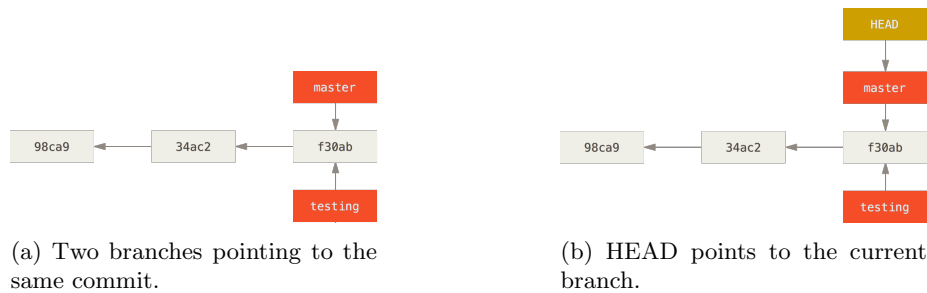 master
98ca9
34ac2
f30ab
testing
(a) Two branches pointing to the
same commit.
HEAD
master
98ca9
34ac2
f30ab
testing
(b) HEAD points to the current
branch.